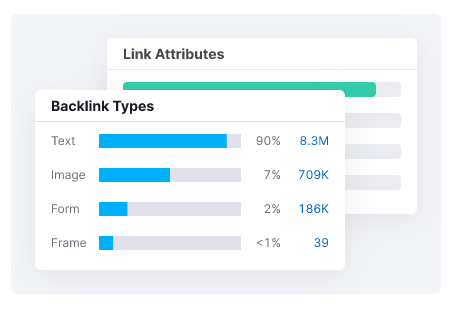 Link Attributes
Backlink Types
Text 90% 8.3M
Image 7% 709K
Form 2% 186K
Frame <1% 39